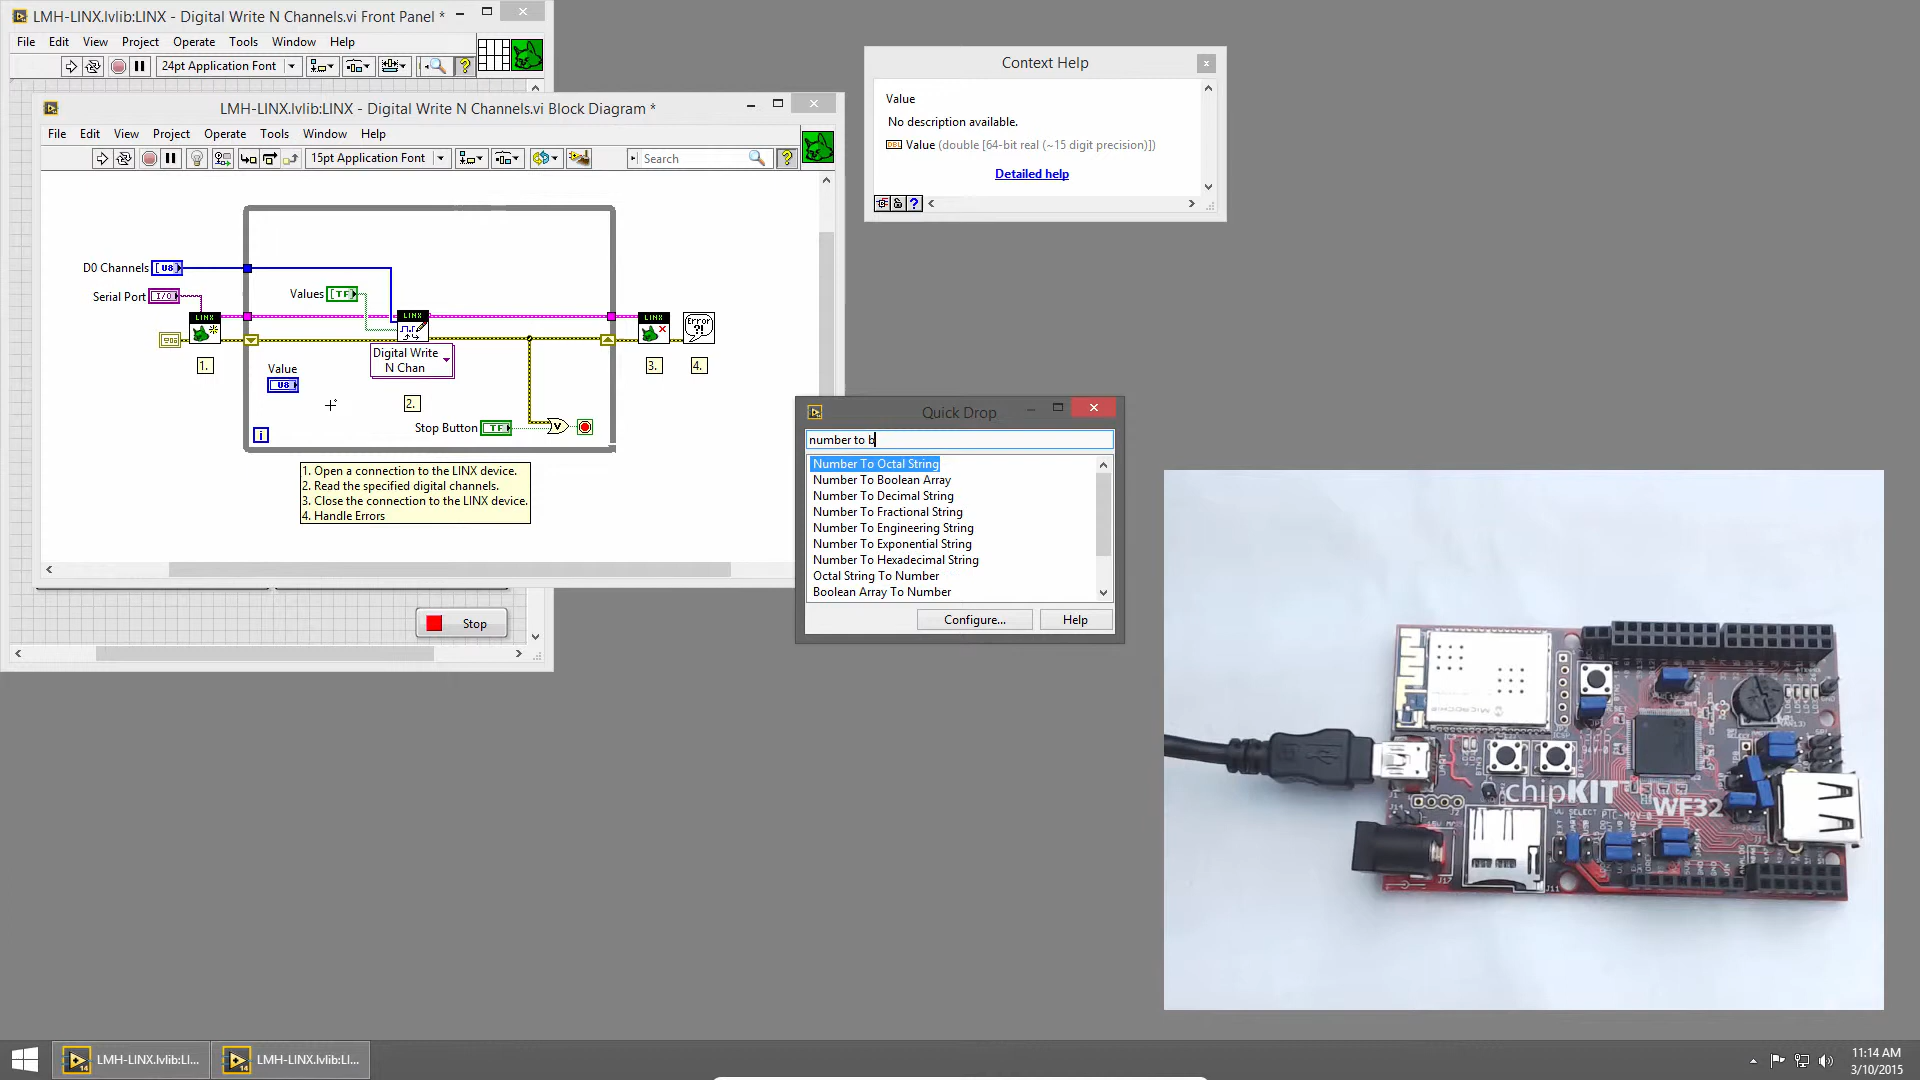 LMH-LINX.lvlib:LINX - Digital Write N Channels.vi Front Panel *
File Edit View Project Operate Tools Window Help
24pt Application Font
LMH-LINX.lvlib:LINX - Digital Write N Channels.vi Block Diagram *
File Edit View Project Operate Tools Window Help
15pt Application Font
Search
D0 Channels
U8
Serial Port
I/O
Values
TF
LINX
LINX
LINX
Error
?!
1.
Digital Write
N Chan
3.
4.
Value
U8
2.
Stop Button
TF
V
i
1. Open a connection to the LINX device.
2. Read the specified digital channels.
3. Close the connection to the LINX device.
4. Handle Errors
Stop
Context Help
Value
No description available.
DBL Value (double [64-bit real (~15 digit precision)])
Detailed help
Quick Drop
number to b
Number To Octal String
Number To Boolean Array
Number To Decimal String
Number To Fractional String
Number To Engineering String
Number To Exponential String
Number To Hexadecimal String
Octal String To Number
Boolean Array To Number
Configure...
Help
MICROCHIP
chipKIT
WF32
J11
J17
LMH-LINX.lvlib:LI...
LMH-LINX.lvlib:LI...
11:14 AM
3/10/2015